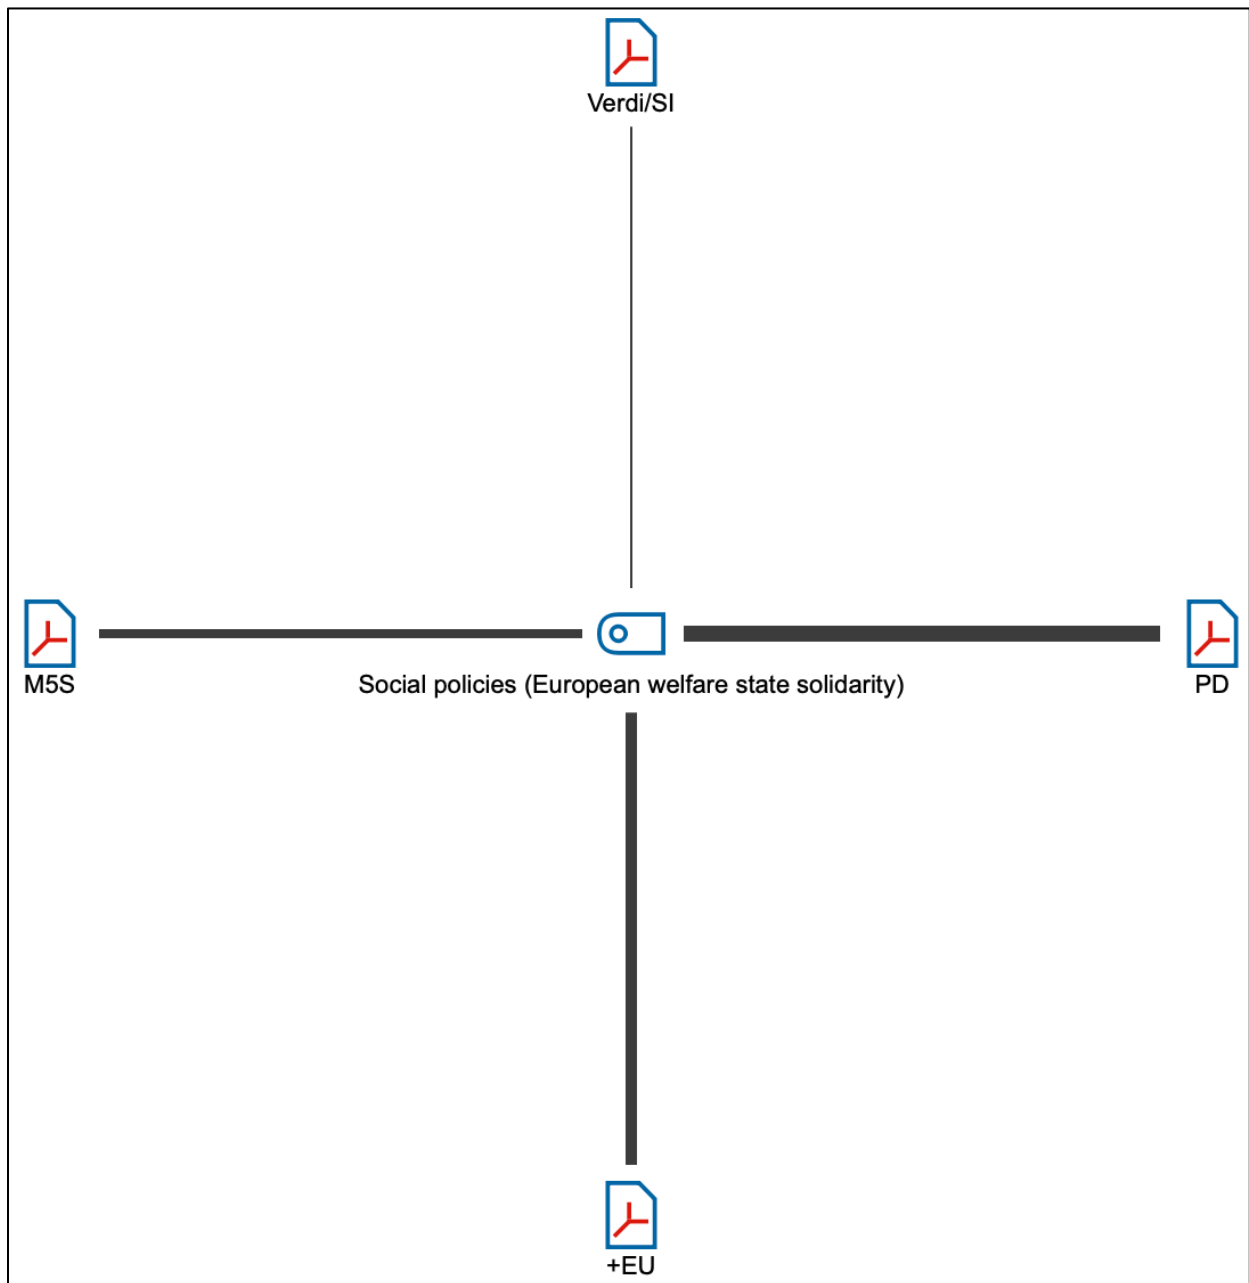 Verdi/SI
M5S
Social policies (European welfare state solidarity)
PD
+EU